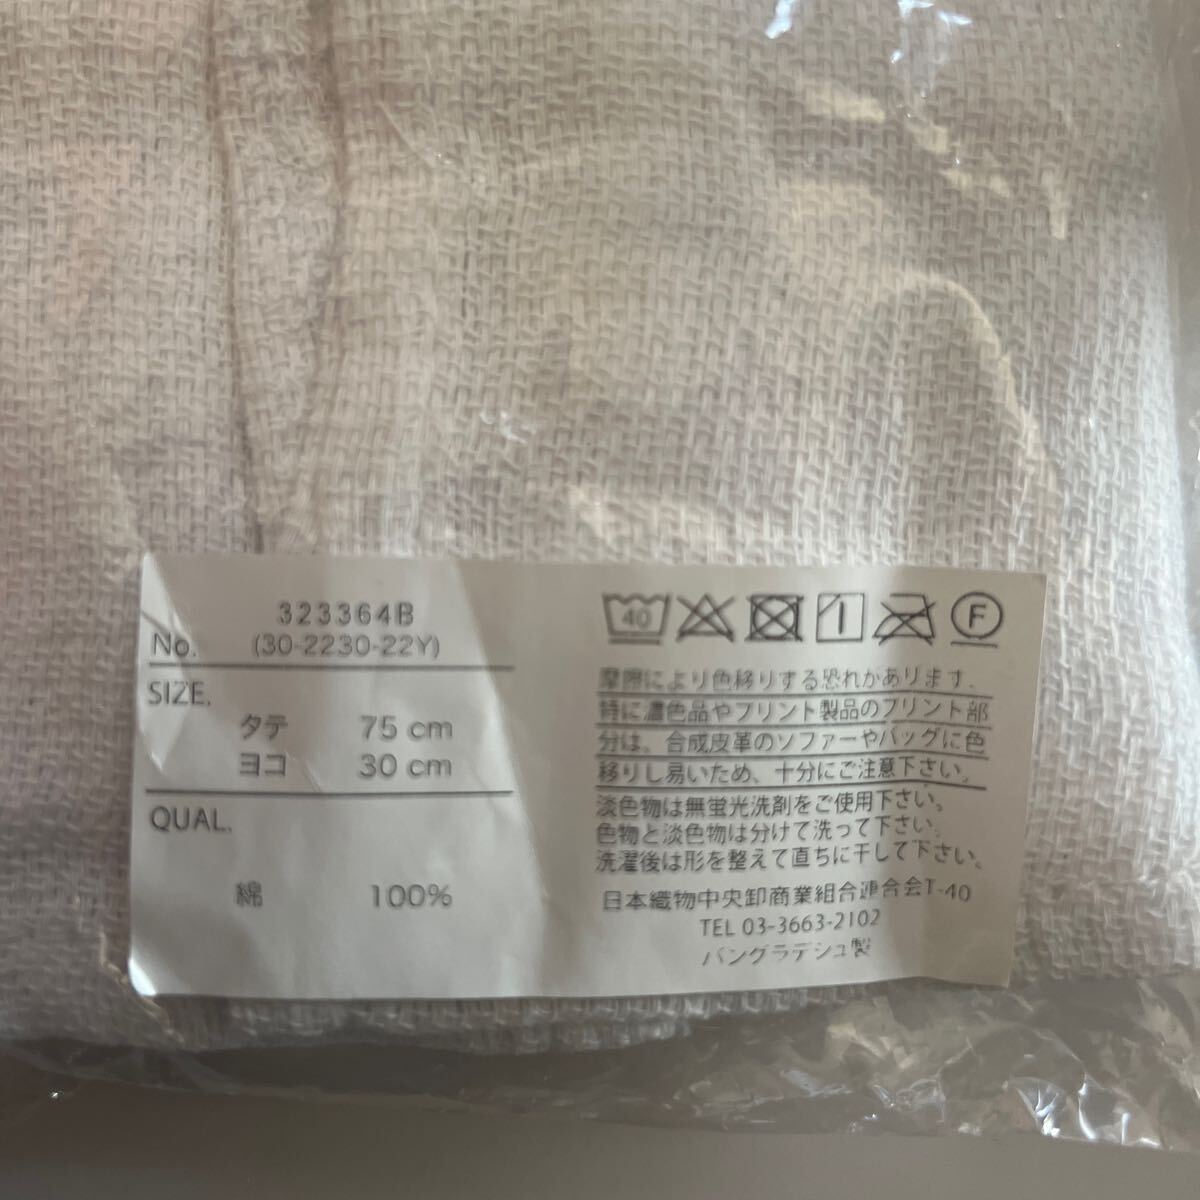 323364B
No. (30-2230-22Y)
SIZE.
タテ 75 cm
ヨコ 30 cm
QUAL.
綿 100%
40 F
摩擦により色移りする恐れがあります。
特に濃色品やプリント製品のプリント部
分は、合成皮革のソファーやバッグに色
移りし易いため、十分にご注意下さい。
淡色物は無蛍光洗剤をご使用下さい。
色物と淡色物は分けて洗って下さい。
洗濯後は形を整えて直ちに干して下さい。
日本織物中央卸商業組合連合会T-40
TEL 03-3663-2102
バングラデシュ製